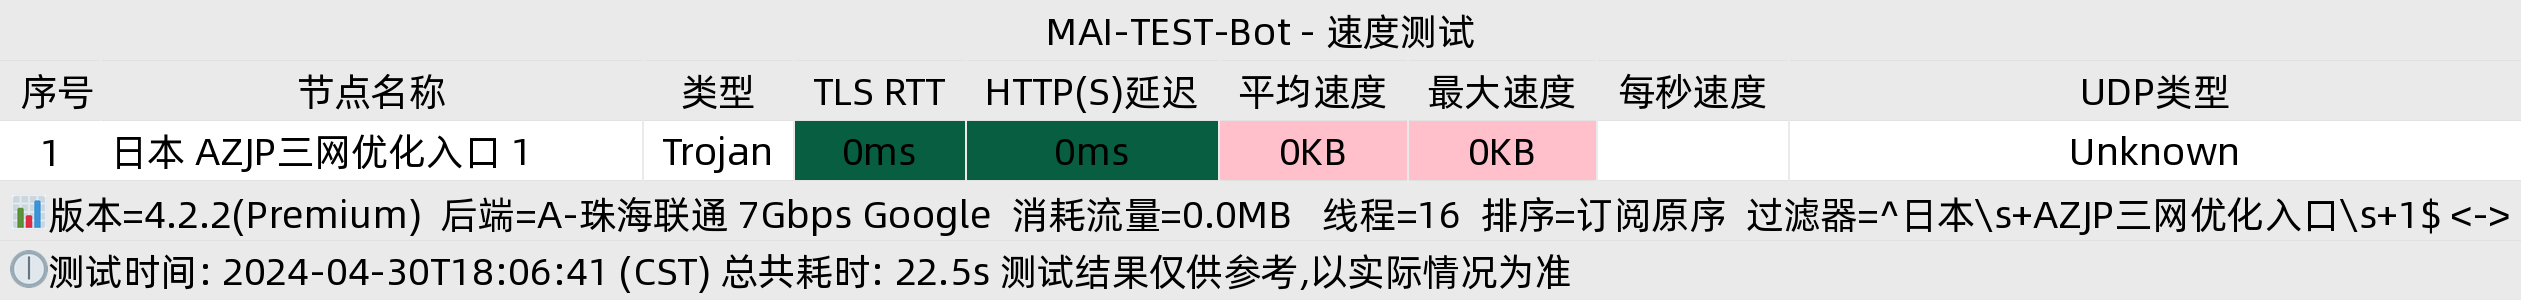 MAI-TEST-Bot - 速度测试
序号 节点名称 类型 TLS RTT HTTP(S)延迟 平均速度 最大速度 每秒速度 UDP类型
1 日本 AZJP三网优化入口 1 Trojan 0ms 0ms 0KB 0KB Unknown
版本=4.2.2(Premium) 后端=A-珠海联通 7Gbps Google 消耗流量=0.0MB 线程=16 排序=订阅原序 过滤器=^日本\s+AZJP三网优化入口\s+1$ <->
测试时间: 2024-04-30T18:06:41 (CST) 总共耗时: 22.5s 测试结果仅供参考,以实际情况为准